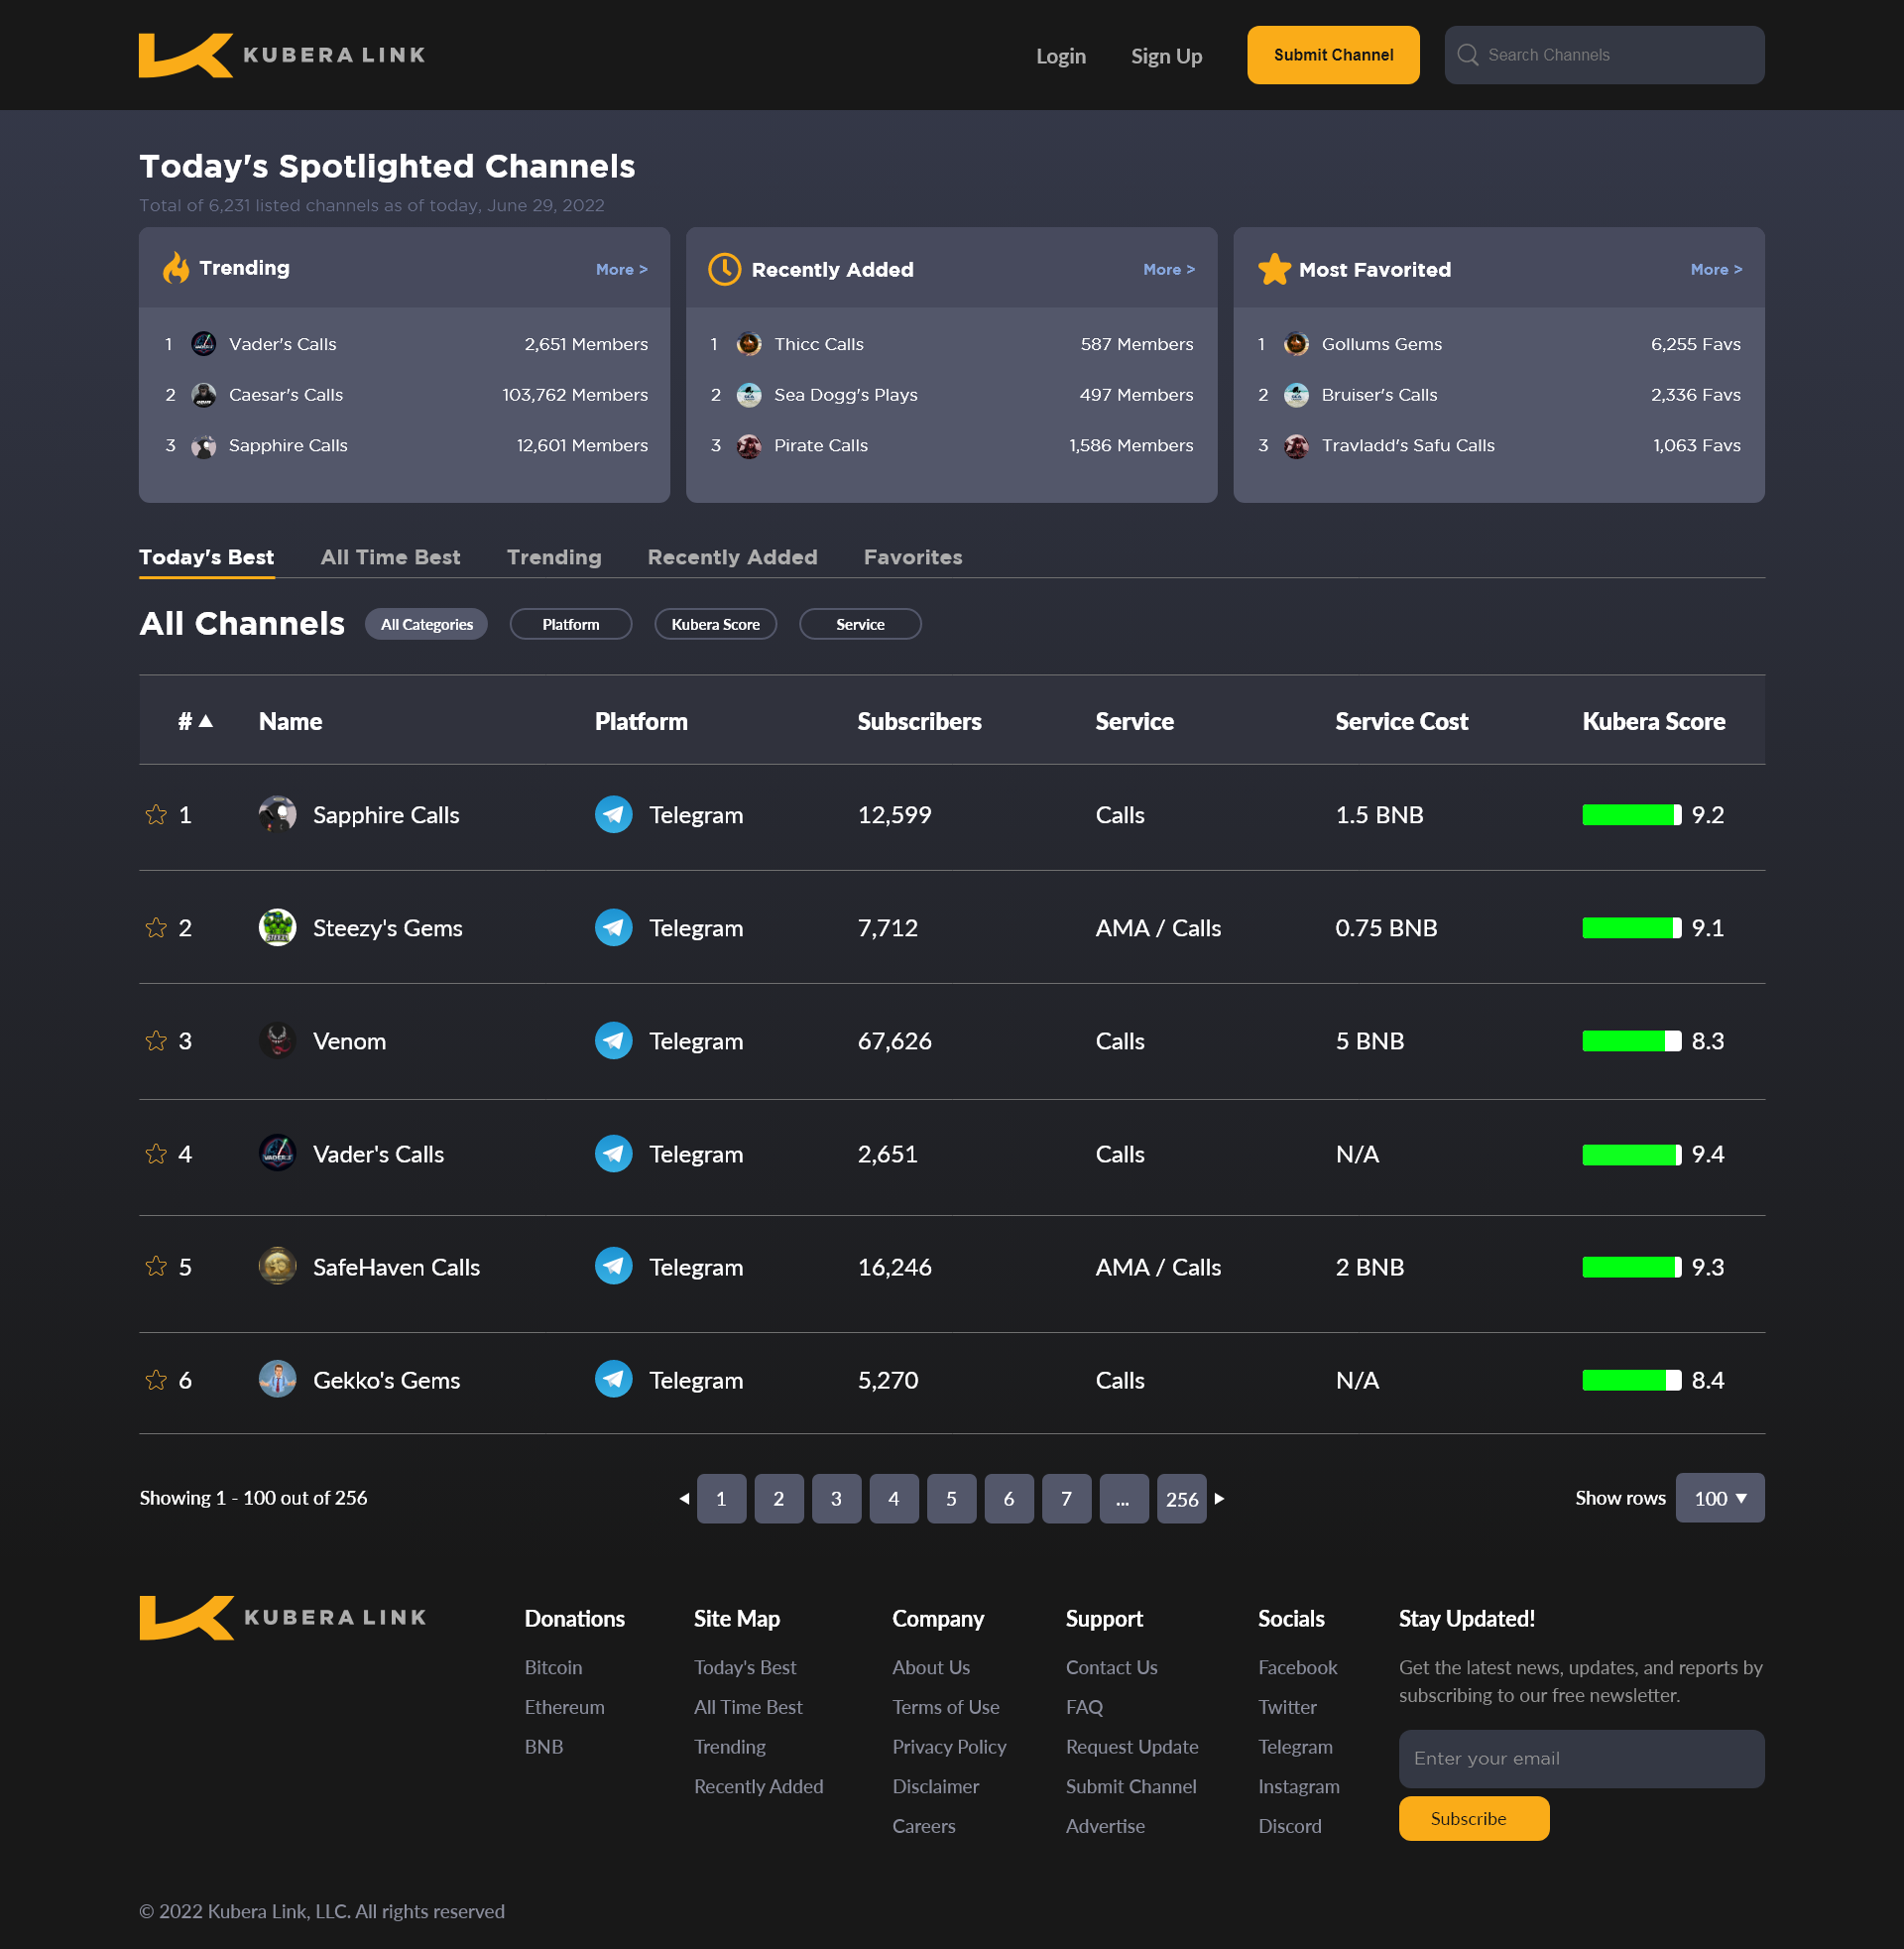 KUBERA LINK
Login Sign Up Submit Channel Search Channels
Today's Spotlighted Channels
Total of 6,231 listed channels as of today, June 29, 2022
Trending More >
1 Vader's Calls 2,651 Members
2 Caesar's Calls 103,762 Members
3 Sapphire Calls 12,601 Members
Recently Added More >
1 Thicc Calls 587 Members
2 Sea Dogg's Plays 497 Members
3 Pirate Calls 1,586 Members
Most Favorited More >
1 Gollums Gems 6,255 Favs
2 Bruiser's Calls 2,336 Favs
3 Travladd's Safu Calls 1,063 Favs
Today's Best All Time Best Trending Recently Added Favorites
All Channels All Categories Platform Kubera Score Service
# Name Platform Subscribers Service Service Cost Kubera Score
1 Sapphire Calls Telegram 12,599 Calls 1.5 BNB 9.2
2 Steezy's Gems Telegram 7,712 AMA / Calls 0.75 BNB 9.1
3 Venom Telegram 67,626 Calls 5 BNB 8.3
4 Vader's Calls Telegram 2,651 Calls N/A 9.4
5 SafeHaven Calls Telegram 16,246 AMA / Calls 2 BNB 9.3
6 Gekko's Gems Telegram 5,270 Calls N/A 8.4
Showing 1 - 100 out of 256 1 2 3 4 5 6 7 ... 256 Show rows 100
KUBERA LINK
Donations
Bitcoin
Ethereum
BNB
Site Map
Today's Best
All Time Best
Trending
Recently Added
Company
About Us
Terms of Use
Privacy Policy
Disclaimer
Careers
Support
Contact Us
FAQ
Request Update
Submit Channel
Advertise
Socials
Facebook
Twitter
Telegram
Instagram
Discord
Stay Updated!
Get the latest news, updates, and reports by
subscribing to our free newsletter.
Enter your email
Subscribe
© 2022 Kubera Link, LLC. All rights reserved